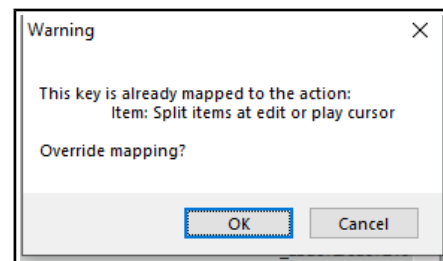 Warning
This key is already mapped to the action:
Item: Split items at edit or play cursor
Override mapping?
OK Cancel